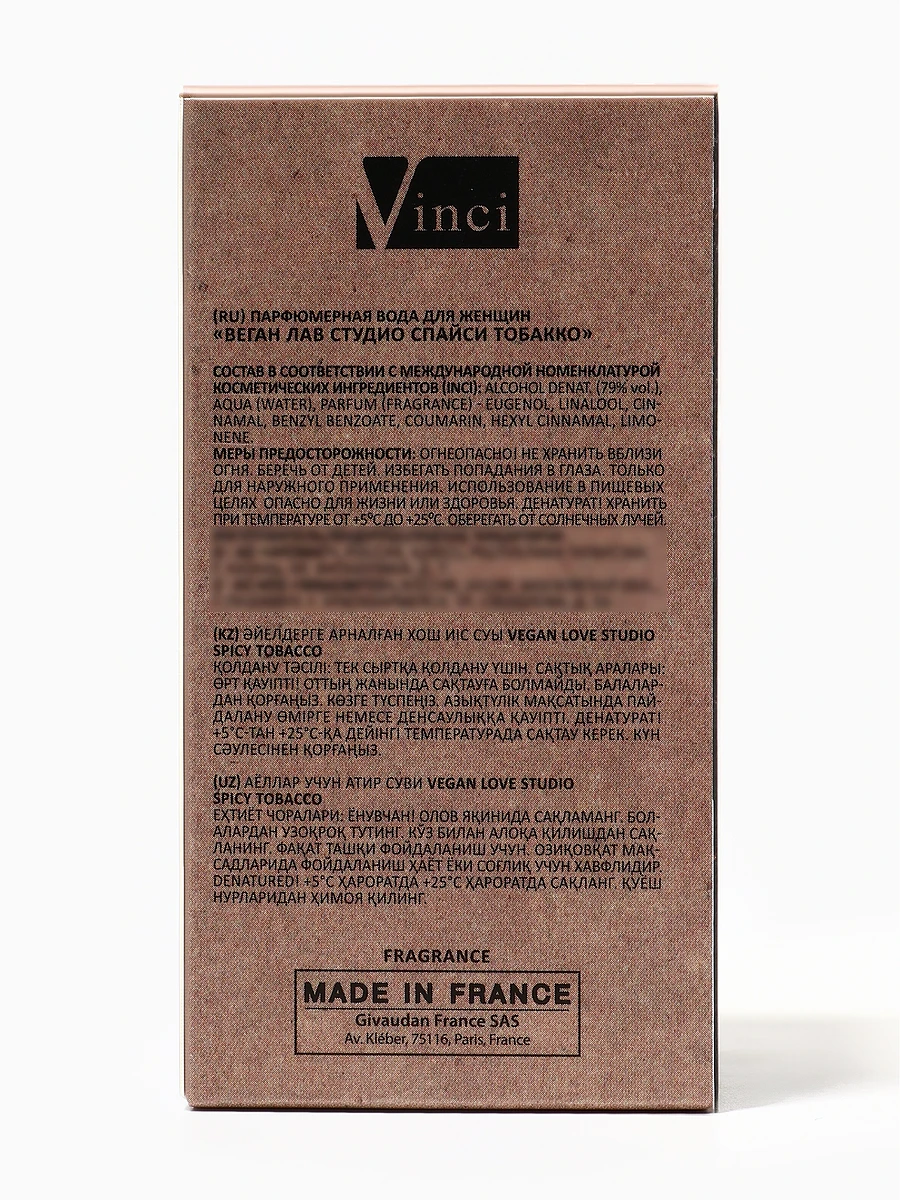 Vinci
(RU) ПАРФЮМЕРНАЯ ВОДА ДЛЯ ЖЕНЩИН
«ВЕГАН ЛАВ СТУДИО СПАЙСИ ТОБАККО»
СОСТАВ В СООТВЕТСТВИИ С МЕЖДУНАРОДНОЙ НОМЕНКЛАТУРОЙ
КОСМЕТИЧЕСКИХ ИНГРЕДИЕНТОВ (INCI): ALCOHOL DENAT. (79% vol.),
AQUA (WATER), PARFUM (FRAGRANCE) - EUGENOL, LINALOOL, CIN-
NAMAL, BENZYL BENZOATE, COUMARIN, HEXYL CINNAMAL, LIMO-
NENE.
МЕРЫ ПРЕДОСТОРОЖНОСТИ: ОГНЕОПАСНО! НЕ ХРАНИТЬ ВБЛИЗИ
ОГНЯ. БЕРЕЧЬ ОТ ДЕТЕЙ. ИЗБЕГАТЬ ПОПАДАНИЯ В ГЛАЗА. ТОЛЬКО
ДЛЯ НАРУЖНОГО ПРИМЕНЕНИЯ. ИСПОЛЬЗОВАНИЕ В ПИЩЕВЫХ
ЦЕЛЯХ ОПАСНО ДЛЯ ЖИЗНИ ИЛИ ЗДОРОВЬЯ. ДЕНАТУРАТ! ХРАНИТЬ
ПРИ ТЕМПЕРАТУРЕ ОТ +5°C ДО +25°C. ОБЕРЕГАТЬ ОТ СОЛНЕЧНЫХ ЛУЧЕЙ.
(KZ) ӘЙЕЛДЕРГЕ АРНАЛҒАН ХОШ ИІС СУЫ VEGAN LOVE STUDIO
SPICY TOBACCO
ҚОЛДАНУ ТӘСІЛІ: ТЕК СЫРТҚА ҚОЛДАНУ ҮШІН. САҚТЫҚ АРАЛАРЫ:
ӨРТ ҚАУІПТІ! ОТТЫҢ ЖАНЫНДА САҚТАУҒА БОЛМАЙДЫ. БАЛАЛАР-
ДАН ҚОРҒАҢЫЗ. КӨЗГЕ ТҮСПЕҢІЗ. АЗЫҚТҮЛІК МАҚСАТЫНДА ПАЙ-
ДАЛАНУ ӨМІРГЕ НЕМЕСЕ ДЕНСАУЛЫҚҚА ҚАУІПТІ. ДЕНАТУРАТ!
+5°C-ТАН +25°C-ҚА ДЕЙІНГІ ТЕМПЕРАТУРАДА САҚТАУ КЕРЕК. КҮН
СӘУЛЕСІНЕН ҚОРҒАҢЫЗ.
(UZ) АЁЛЛАР УЧУН АТИР СУВИ VEGAN LOVE STUDIO
SPICY TOBACCO
ЕҲТИЁТ ЧОРАЛАРИ: ЁНУВЧАН! ОЛОВ ЯҚИНИДА САҚЛАМАНГ. БОЛ-
АЛАРДАН УЗОҚРОҚ ТУТИНГ. КЎЗ БИЛАН АЛОҚА ҚИЛИШДАН САҚ-
ЛАНИНГ. ФАҚАТ ТАШҚИ ФОЙДАЛАНИШ УЧУН. ОЗИҚОВҚАТ МАҚ-
САДЛАРИДА ФОЙДАЛАНИШ ҲАЁТ ЁКИ СОҒЛИҚ УЧУН ХАВФЛИДИР.
DENATURED! +5°C ҲАРОРАТДА +25°C ҲАРОРАТДА САҚЛАНГ. ҚУЁШ
НУРЛАРИДАН ҲИМОЯ ҚИЛИНГ.
FRAGRANCE
MADE IN FRANCE
Givaudan France SAS
Av. Kléber, 75116, Paris, France